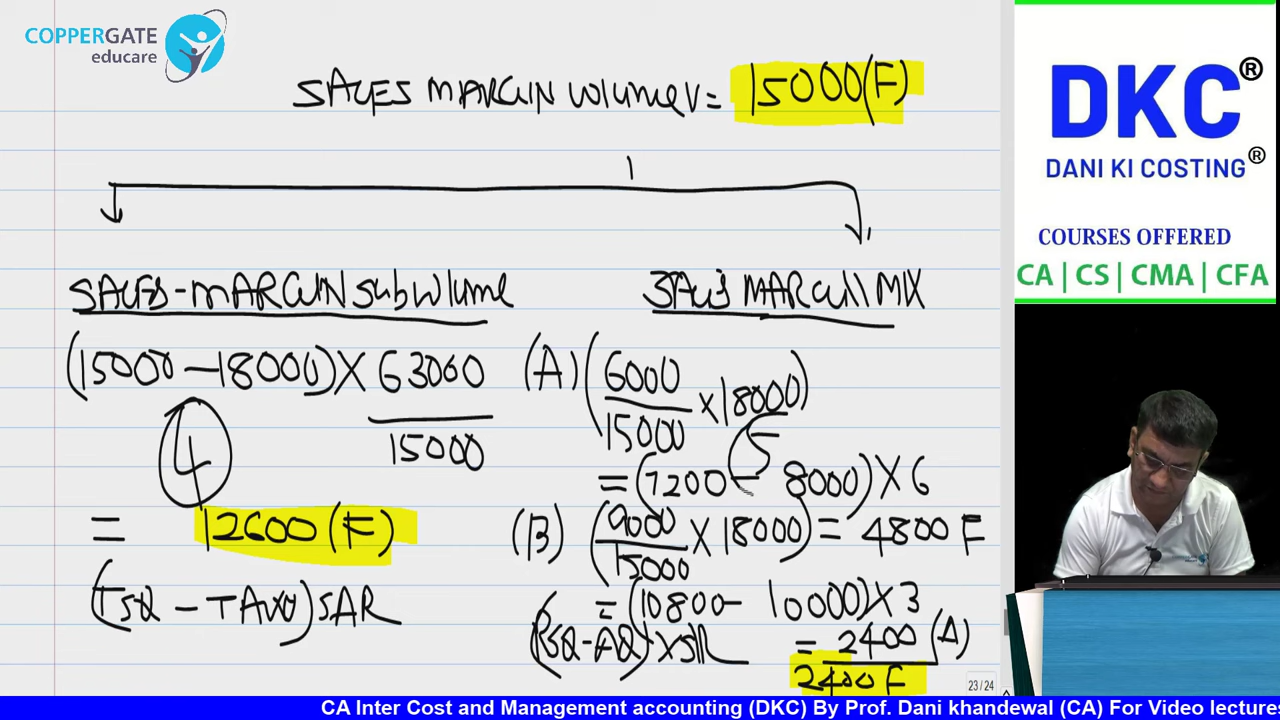 COPPERGATE
educare
SALES MARGIN VOLUME V = 15000(F)
SALES-MARGIN SUBVOLUME
(15000 - 18000) X 63000
15000
4
= 12600 (F)
(TSQ - TAQ) SAR
SALES MARGIN MIX
(A) (6000
15000 X 18000)
5
= (7200 - 8000) X 6
= 4800 F
(B) (9000
15000 X 18000)
= (10800 - 10000) X 3
= 2400 (A)
(RSQ - AQ) X SR
2400 F
23 / 24
DKC®
DANI KI COSTING®
COURSES OFFERED
CA | CS | CMA | CFA
CA Inter Cost and Management accounting (DKC) By Prof. Dani khandewal (CA) For Video lectures